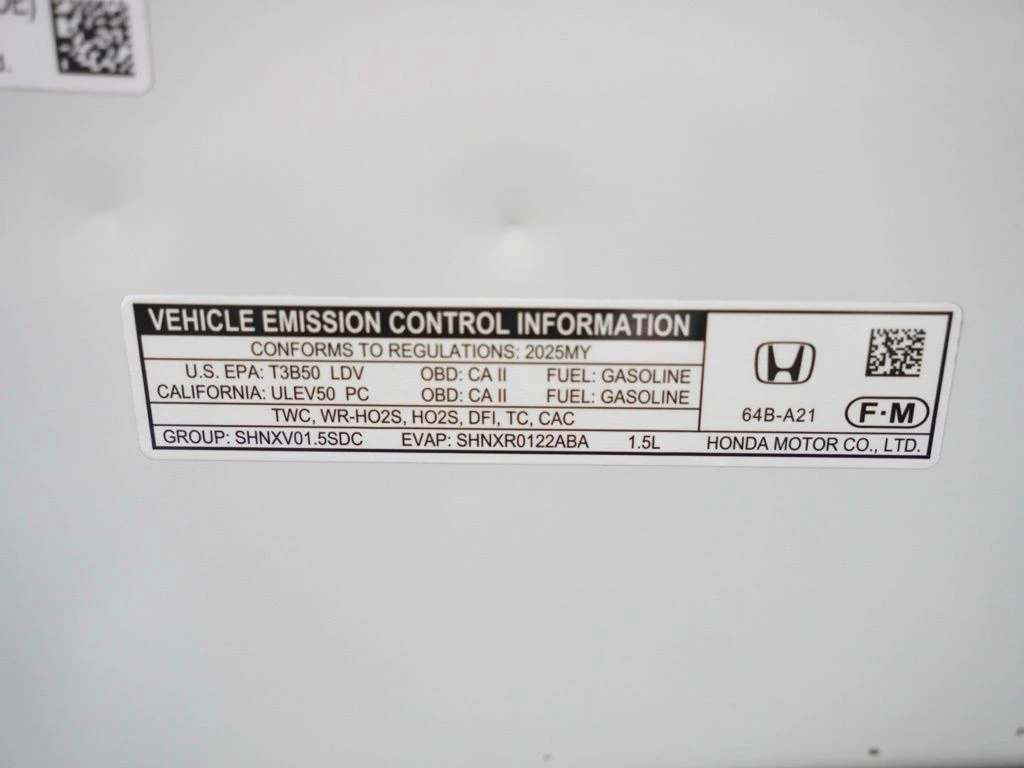 DE)
d.
VEHICLE EMISSION CONTROL INFORMATION
CONFORMS TO REGULATIONS: 2025MY
U.S. EPA: T3B50 LDV OBD: CA II FUEL: GASOLINE
CALIFORNIA: ULEV50 PC OBD: CA II FUEL: GASOLINE
TWC, WR-HO2S, HO2S, DFI, TC, CAC
GROUP: SHNXV01.5SDC EVAP: SHNXR0122ABA 1.5L HONDA MOTOR CO., LTD.
64B-A21 F·M